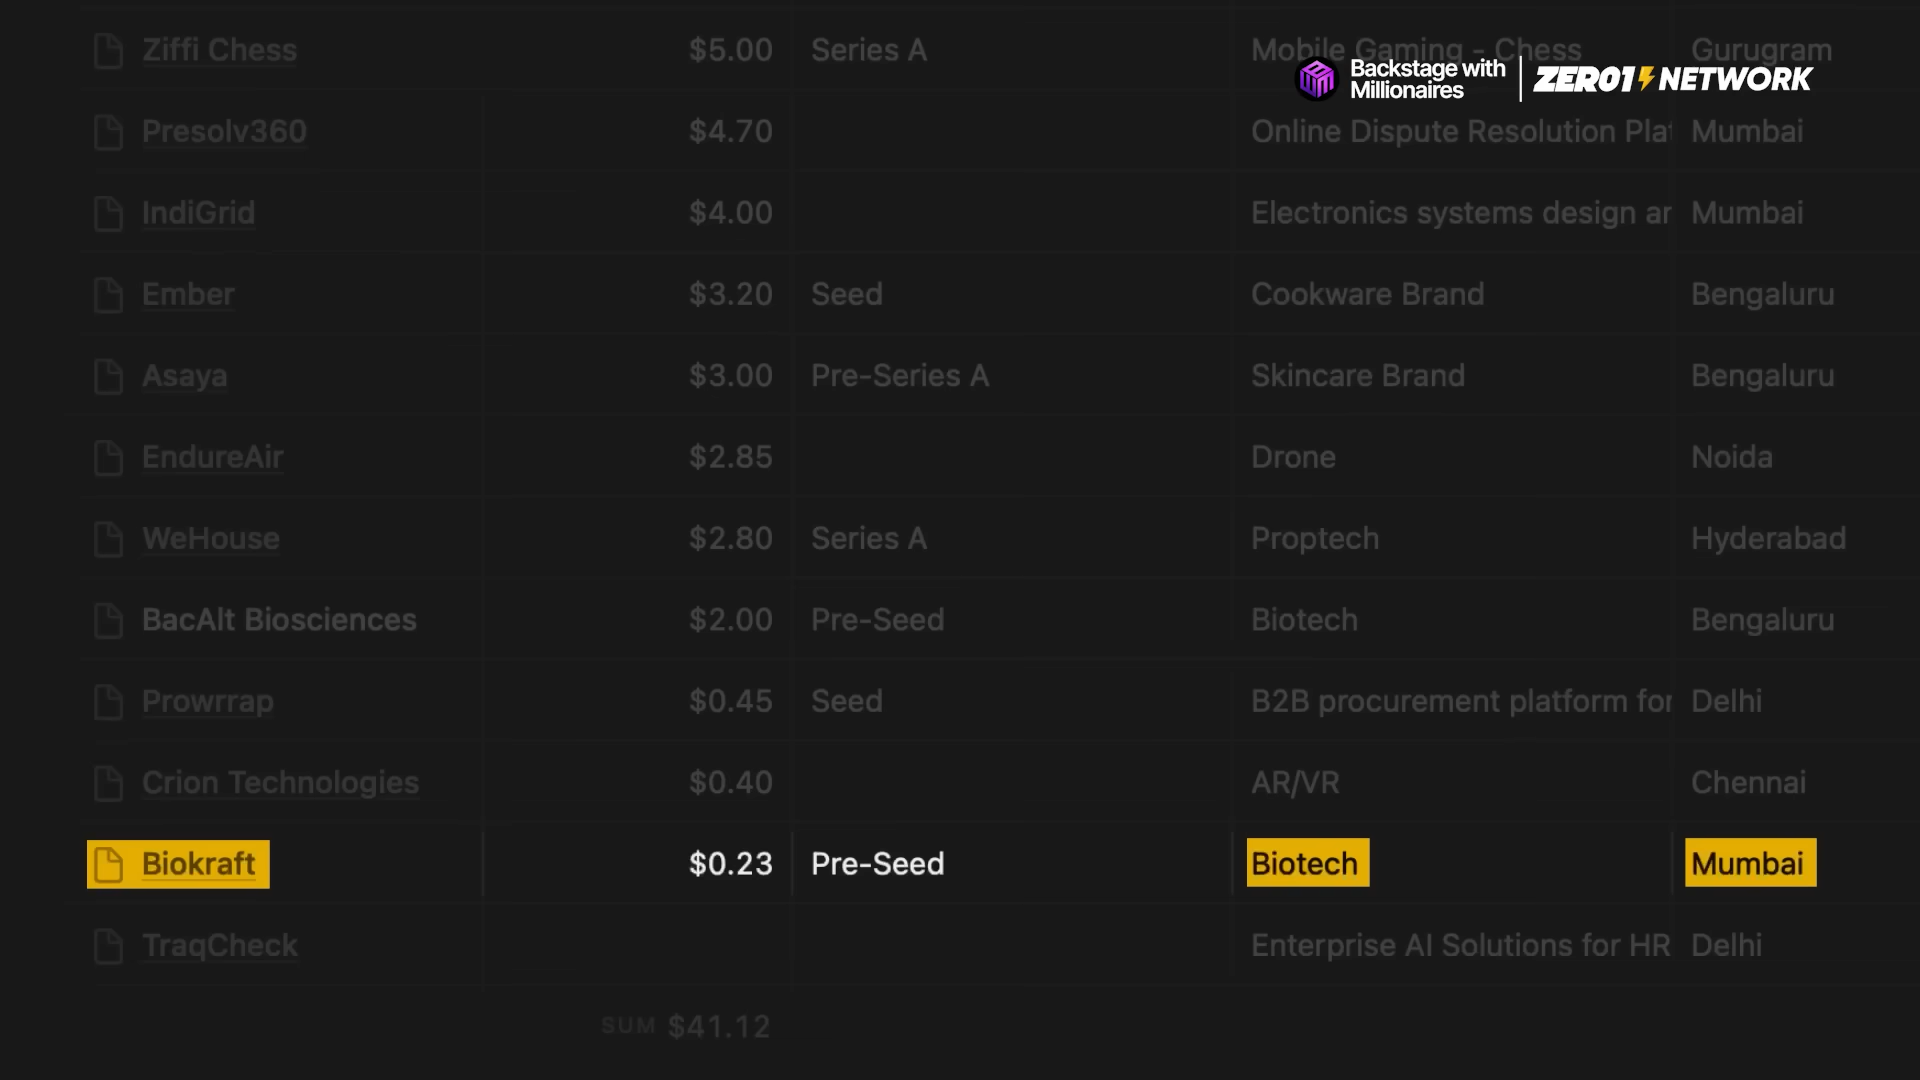 Ziffi Chess $5.00 Series A Mobile Gaming - Chess Gurugram
Backstage with
Millionaires
ZERO1 NETWORK
Presolv360 $4.70 Online Dispute Resolution Plat Mumbai
IndiGrid $4.00 Electronics systems design ar Mumbai
Ember $3.20 Seed Cookware Brand Bengaluru
Asaya $3.00 Pre-Series A Skincare Brand Bengaluru
EndureAir $2.85 Drone Noida
WeHouse $2.80 Series A Proptech Hyderabad
BacAlt Biosciences $2.00 Pre-Seed Biotech Bengaluru
Prowrrap $0.45 Seed B2B procurement platform for Delhi
Crion Technologies $0.40 AR/VR Chennai
Biokraft $0.23 Pre-Seed Biotech Mumbai
TraqCheck Enterprise AI Solutions for HR Delhi
SUM $41.12